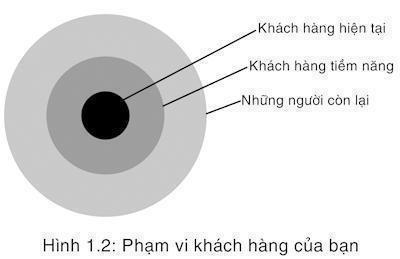 Khách hàng hiện tại
Khách hàng tiềm năng
Những người còn lại
Hình 1.2: Phạm vi khách hàng của bạn